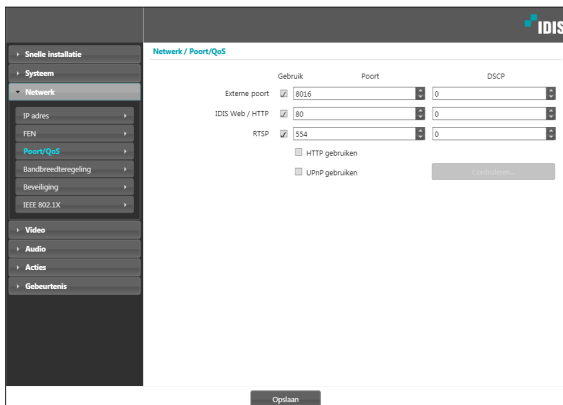 IDIS
Snelle installatie
Systeem
Netwerk
IP adres
FEN
Poort/QoS
Bandbreedteregeling
Beveiliging
IEEE 802.1X
Video
Audio
Acties
Gebeurtenis
Netwerk / Poort/QoS
Gebruik Poort DSCP
Externe poort 8016 0
IDIS Web / HTTP 80 0
RTSP 554 0
HTTP gebruiken
UPnP gebruiken Controleren...
Opslaan